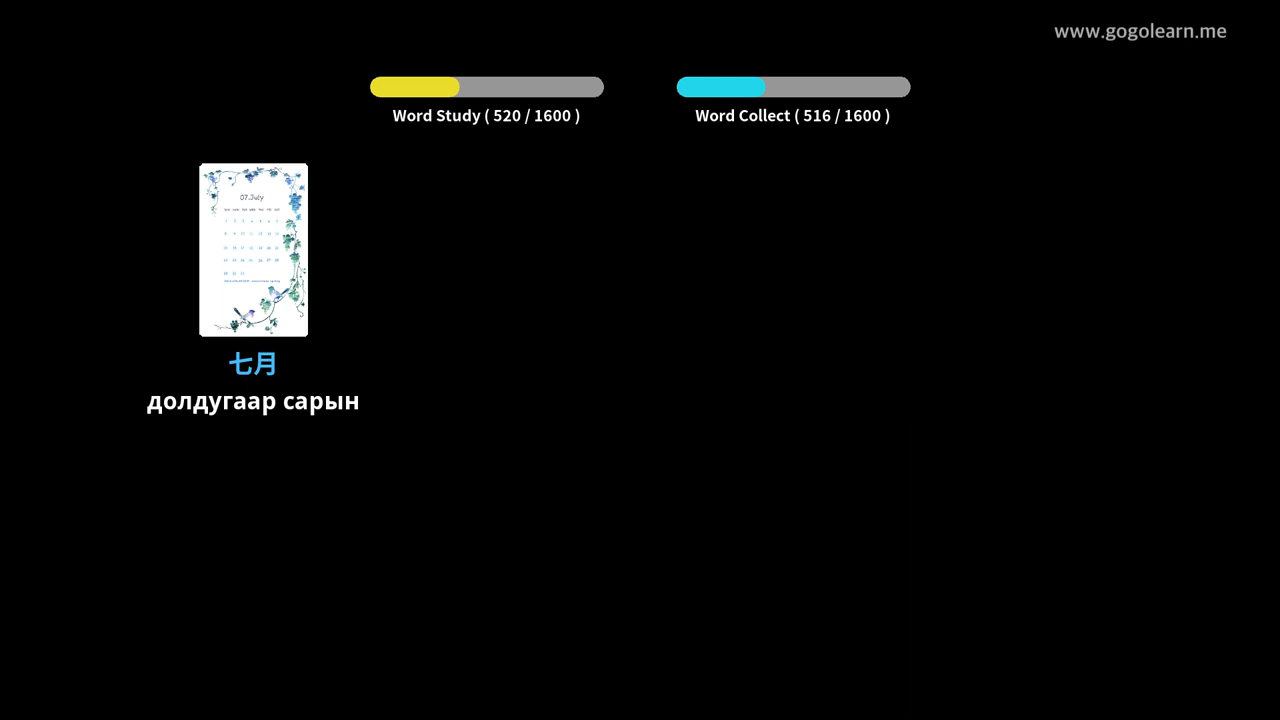 www.gogolearn.me
Word Study ( 520 / 1600 )
Word Collect ( 516 / 1600 )
07.July
七月
долдугаар сарын